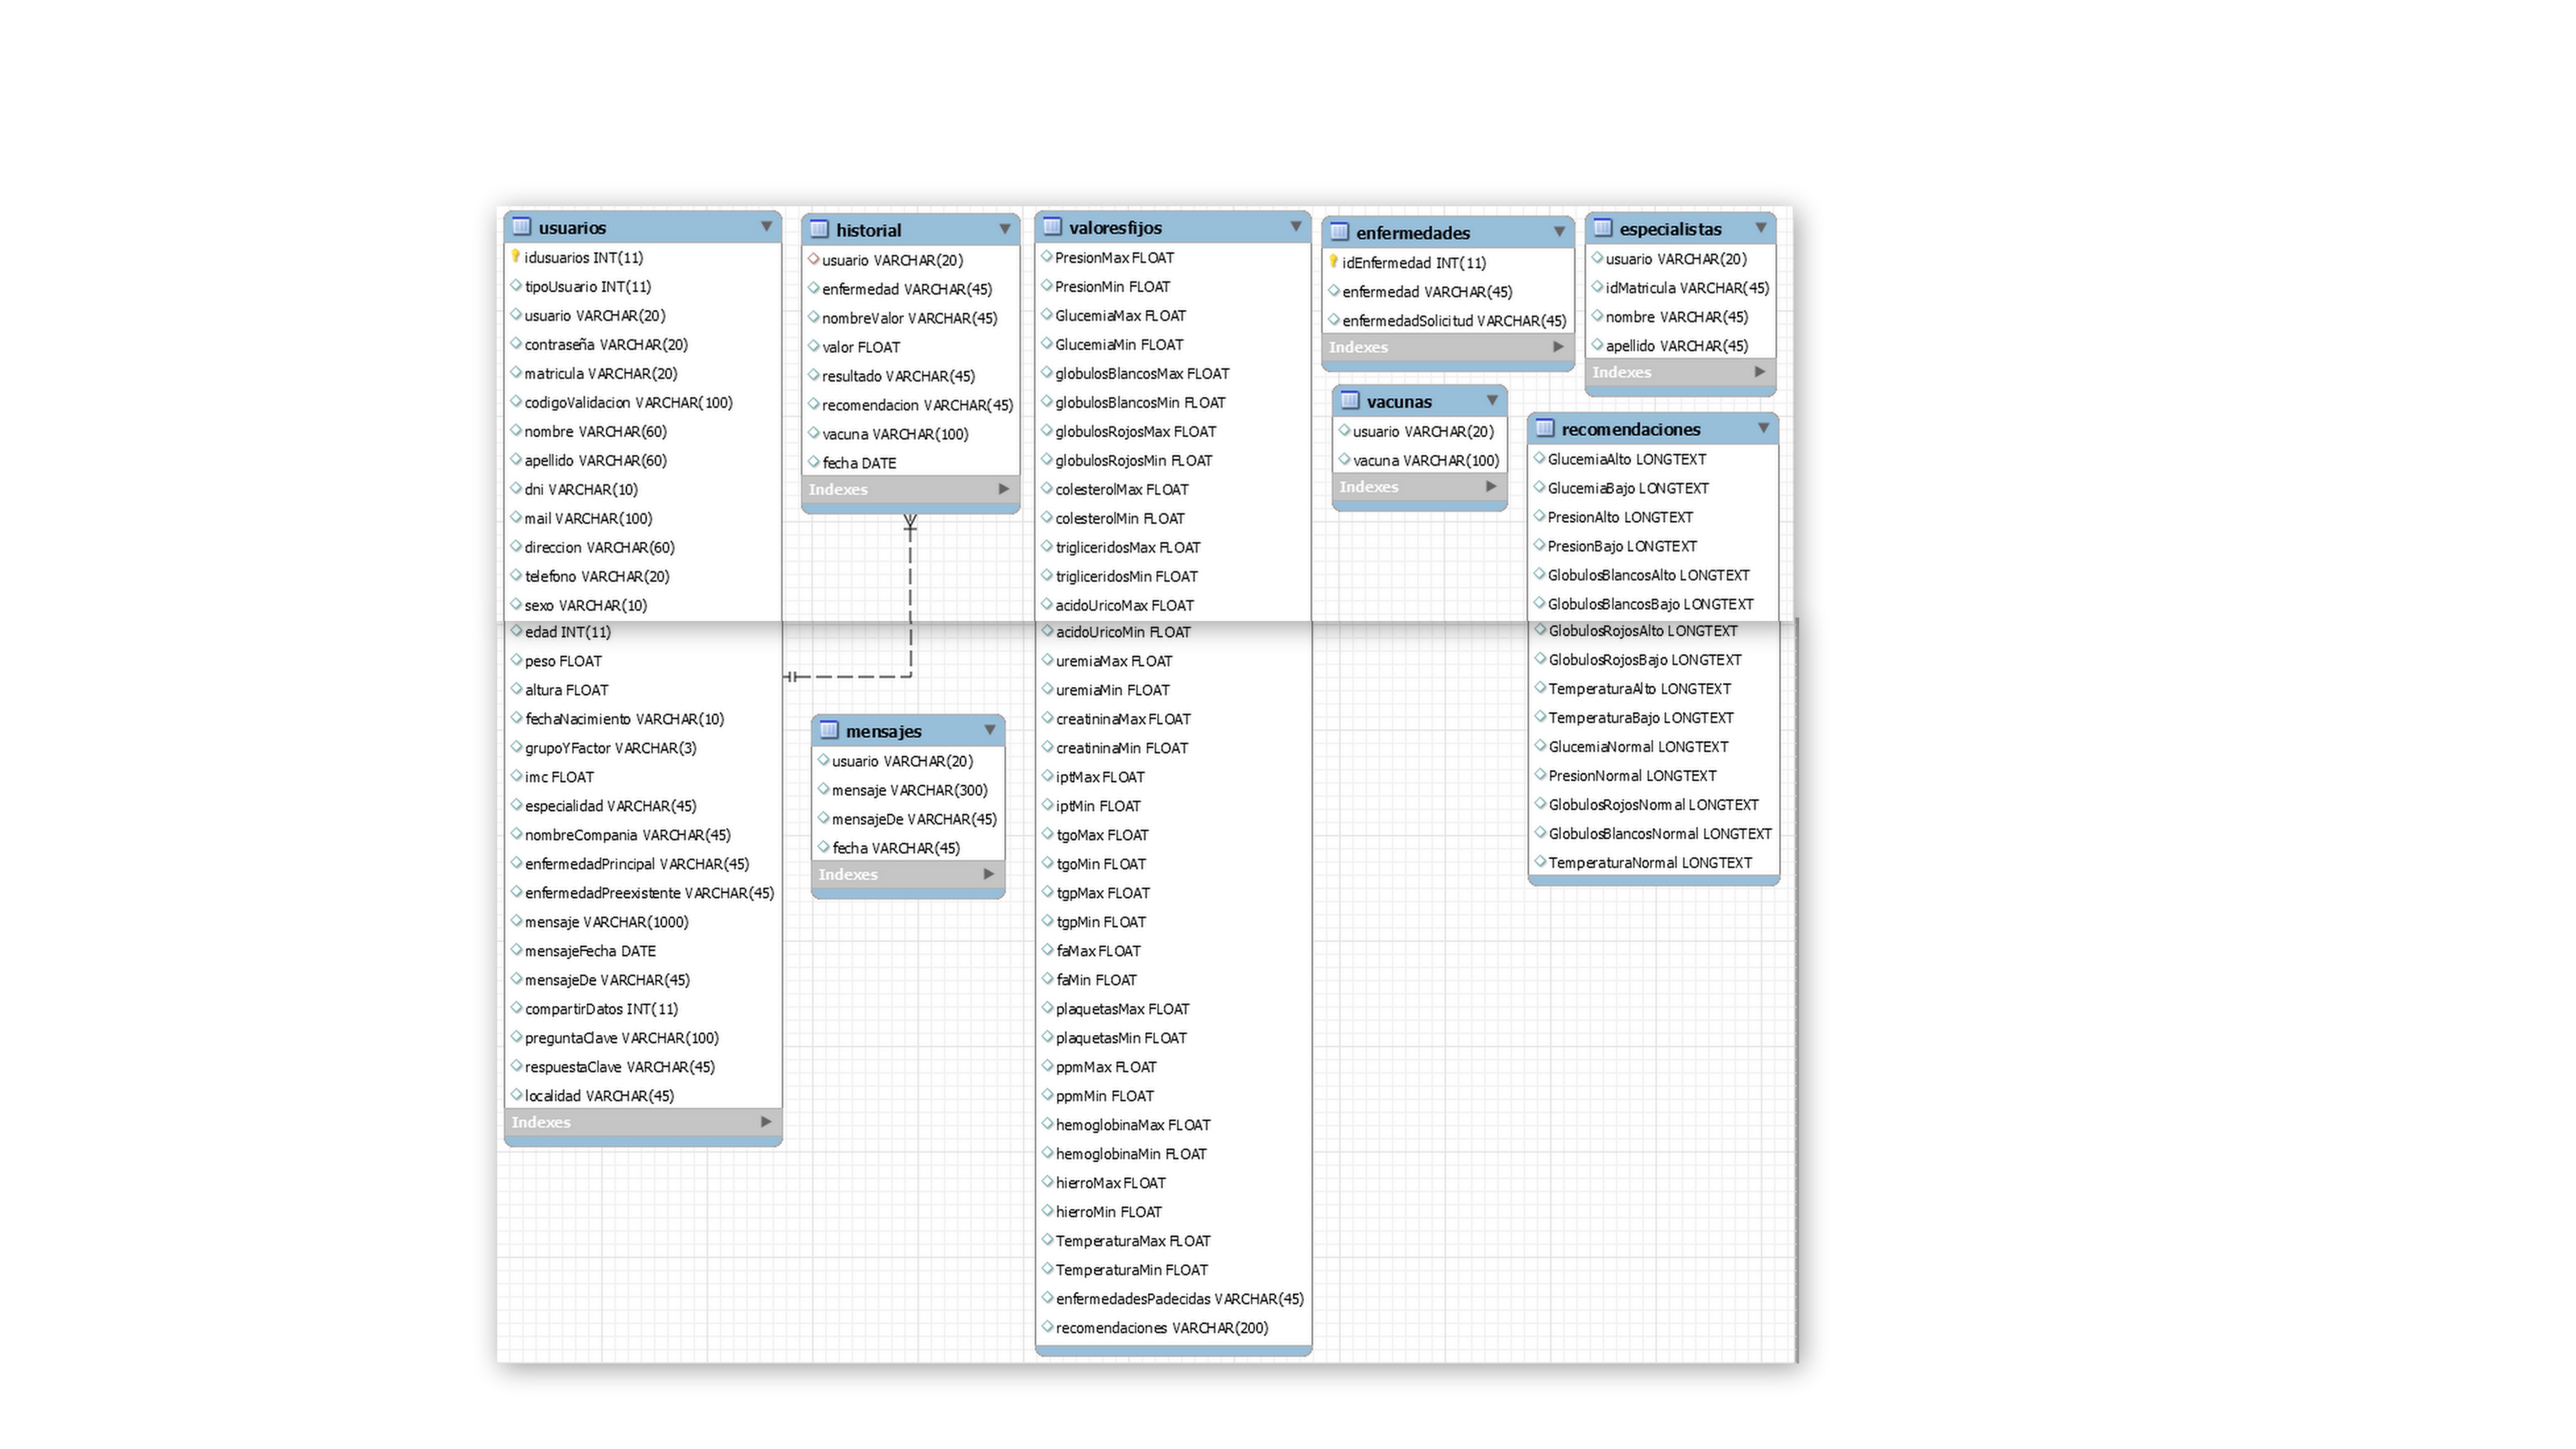 usuarios
idusuarios INT(11)
tipoUsuario INT(11)
usuario VARCHAR(20)
contraseña VARCHAR(20)
matricula VARCHAR(20)
codigoValidacion VARCHAR(100)
nombre VARCHAR(60)
apellido VARCHAR(60)
dni VARCHAR(10)
mail VARCHAR(100)
direccion VARCHAR(60)
telefono VARCHAR(20)
sexo VARCHAR(10)
edad INT(11)
peso FLOAT
altura FLOAT
fechaNacimiento VARCHAR(10)
grupoYFactor VARCHAR(3)
imc FLOAT
especialidad VARCHAR(45)
nombreCompania VARCHAR(45)
enfermedadPrincipal VARCHAR(45)
enfermedadPreexistente VARCHAR(45)
mensaje VARCHAR(1000)
mensajeFecha DATE
mensajeDe VARCHAR(45)
compartirDatos INT(11)
preguntaClave VARCHAR(100)
respuestaClave VARCHAR(45)
localidad VARCHAR(45)
Indexes
historial
usuario VARCHAR(20)
enfermedad VARCHAR(45)
nombreValor VARCHAR(45)
valor FLOAT
resultado VARCHAR(45)
recomendacion VARCHAR(45)
vacuna VARCHAR(100)
fecha DATE
Indexes
mensajes
usuario VARCHAR(20)
mensaje VARCHAR(300)
mensajeDe VARCHAR(45)
fecha VARCHAR(45)
Indexes
valoresfijos
PresionMax FLOAT
PresionMin FLOAT
GlucemiaMax FLOAT
GlucemiaMin FLOAT
globulosBlancosMax FLOAT
globulosBlancosMin FLOAT
globulosRojosMax FLOAT
globulosRojosMin FLOAT
colesterolMax FLOAT
colesterolMin FLOAT
trigliceridosMax FLOAT
trigliceridosMin FLOAT
acidoUricoMax FLOAT
acidoUricoMin FLOAT
uremiaMax FLOAT
uremiaMin FLOAT
creatininaMax FLOAT
creatininaMin FLOAT
iptMax FLOAT
iptMin FLOAT
tgoMax FLOAT
tgoMin FLOAT
tgpMax FLOAT
tgpMin FLOAT
faMax FLOAT
faMin FLOAT
plaquetasMax FLOAT
plaquetasMin FLOAT
ppmMax FLOAT
ppmMin FLOAT
hemoglobinaMax FLOAT
hemoglobinaMin FLOAT
hierroMax FLOAT
hierroMin FLOAT
TemperaturaMax FLOAT
TemperaturaMin FLOAT
enfermedadesPadecidas VARCHAR(45)
recomendaciones VARCHAR(200)
enfermedades
idEnfermedad INT(11)
enfermedad VARCHAR(45)
enfermedadSolicitud VARCHAR(45)
Indexes
vacunas
usuario VARCHAR(20)
vacuna VARCHAR(100)
Indexes
especialistas
usuario VARCHAR(20)
idMatricula VARCHAR(45)
nombre VARCHAR(45)
apellido VARCHAR(45)
Indexes
recomendaciones
GlucemiaAlto LONGTEXT
GlucemiaBajo LONGTEXT
PresionAlto LONGTEXT
PresionBajo LONGTEXT
GlobulosBlancosAlto LONGTEXT
GlobulosBlancosBajo LONGTEXT
GlobulosRojosAlto LONGTEXT
GlobulosRojosBajo LONGTEXT
TemperaturaAlto LONGTEXT
TemperaturaBajo LONGTEXT
GlucemiaNormal LONGTEXT
PresionNormal LONGTEXT
GlobulosRojosNormal LONGTEXT
GlobulosBlancosNormal LONGTEXT
TemperaturaNormal LONGTEXT